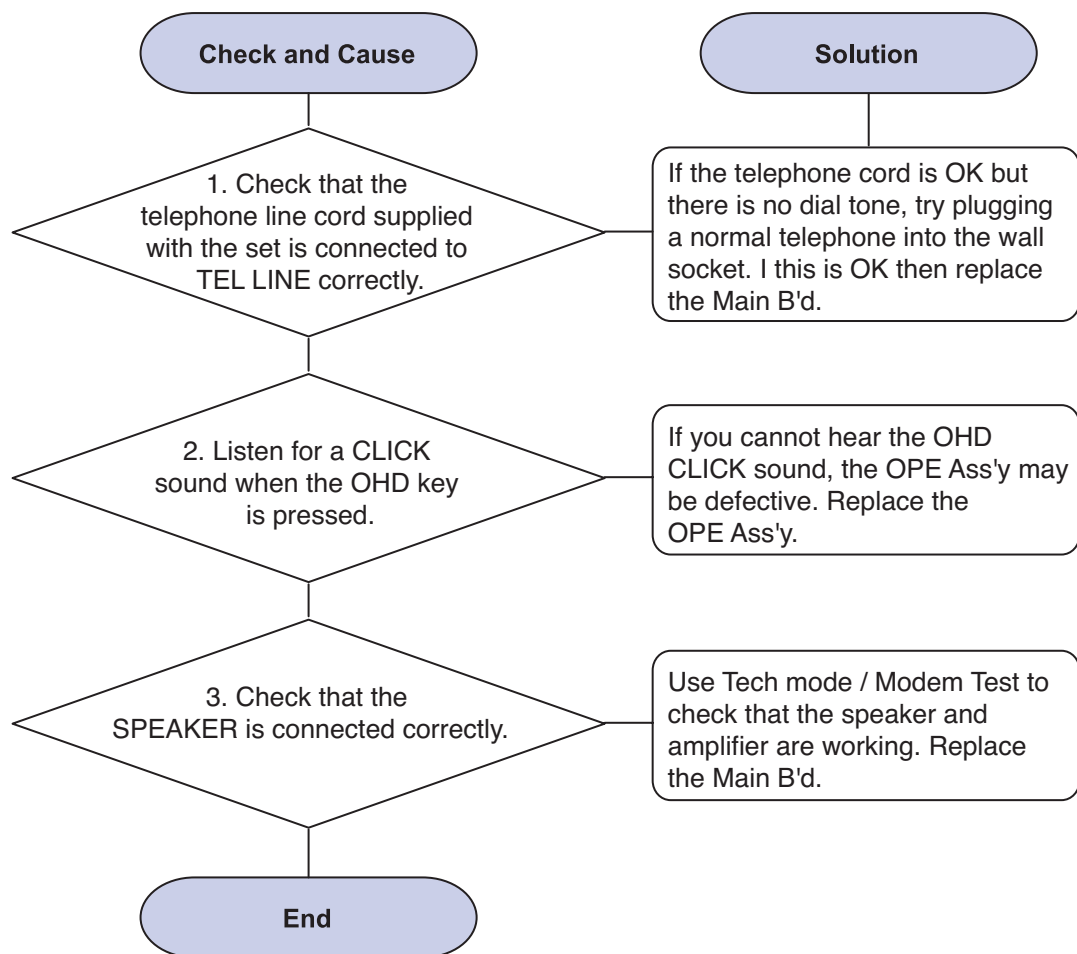 Check and Cause
Solution
1. Check that the
telephone line cord supplied
with the set is connected to
TEL LINE correctly.
If the telephone cord is OK but
there is no dial tone, try plugging
a normal telephone into the wall
socket. I this is OK then replace
the Main B'd.
2. Listen for a CLICK
sound when the OHD key
is pressed.
If you cannot hear the OHD
CLICK sound, the OPE Ass'y may
be defective. Replace the
OPE Ass'y.
3. Check that the
SPEAKER is connected correctly.
Use Tech mode / Modem Test to
check that the speaker and
amplifier are working. Replace
the Main B'd.
End